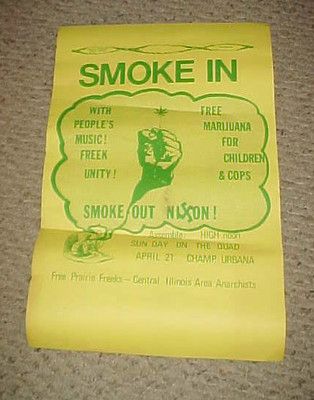 SMOKE IN
WITH
PEOPLE'S
MUSIC!
FREEK
UNITY!
FREE
MARIJUANA
FOR
CHILDREN
& COPS
SMOKE OUT NIXON!
Assemble: HIGH noon
SUN DAY ON THE QUAD
APRIL 21 CHAMP URBANA
Free Prairie Freeks — Central Illinois Area Anarchists